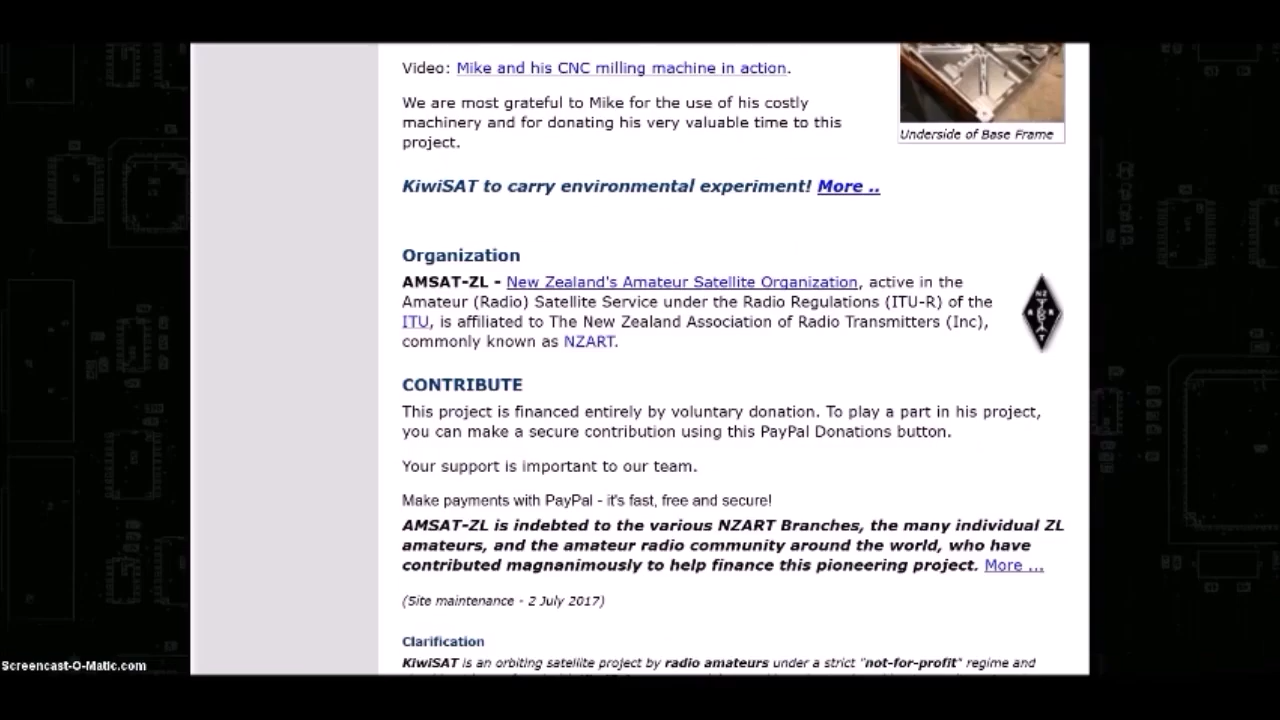 Video: Mike and his CNC milling machine in action.
We are most grateful to Mike for the use of his costly
machinery and for donating his very valuable time to this
project.
Underside of Base Frame
KiwiSAT to carry environmental experiment! More ..
Organization
AMSAT-ZL - New Zealand's Amateur Satellite Organization, active in the
Amateur (Radio) Satellite Service under the Radio Regulations (ITU-R) of the
ITU, is affiliated to The New Zealand Association of Radio Transmitters (Inc),
commonly known as NZART.
CONTRIBUTE
This project is financed entirely by voluntary donation. To play a part in his project,
you can make a secure contribution using this PayPal Donations button.
Your support is important to our team.
Make payments with PayPal - it's fast, free and secure!
AMSAT-ZL is indebted to the various NZART Branches, the many individual ZL
amateurs, and the amateur radio community around the world, who have
contributed magnanimously to help finance this pioneering project. More ...
(Site maintenance - 2 July 2017)
Clarification
KiwiSAT is an orbiting satellite project by radio amateurs under a strict "not-for-profit" regime and
Screencast-O-Matic.com